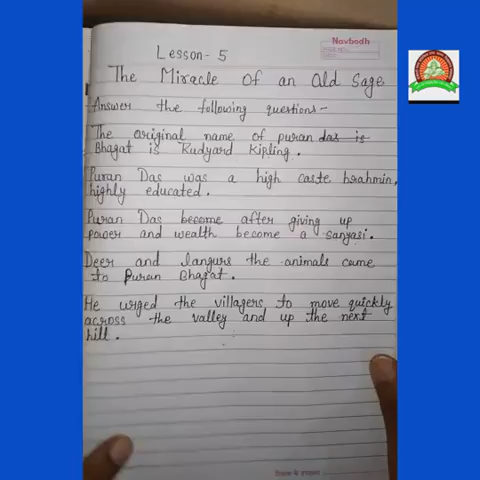 Navbodh
Lesson-5
The Miracle of an Old Sage
Answer the following questions-
The original name of puran das is
Bhagat is Rudyard Kipling.
Puran Das was a high caste brahmin,
highly educated.
Puran Das become after giving up
power and wealth become a sanyasi.
Deer and langurs the animals came
to Puran Bhagat.
He urged the villagers to move quickly
across the valley and up the next
hill.